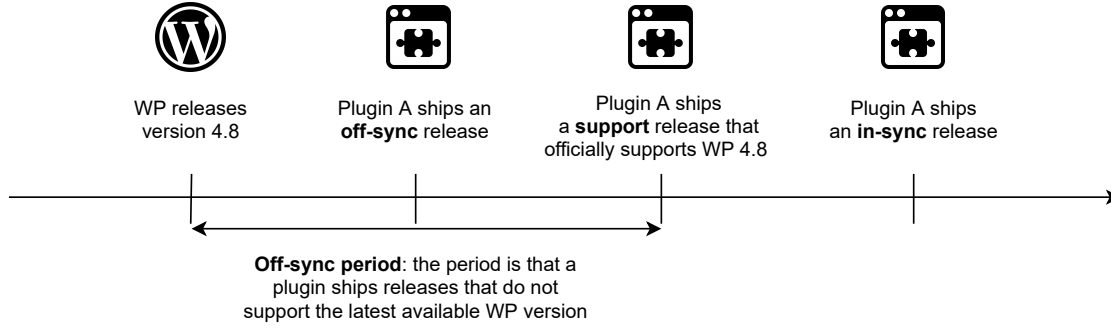 WP releases
version 4.8
Plugin A ships an
off-sync release
Plugin A ships
a support release that
officially supports WP 4.8
Plugin A ships
an in-sync release
Off-sync period: the period is that a
plugin ships releases that do not
support the latest available WP version